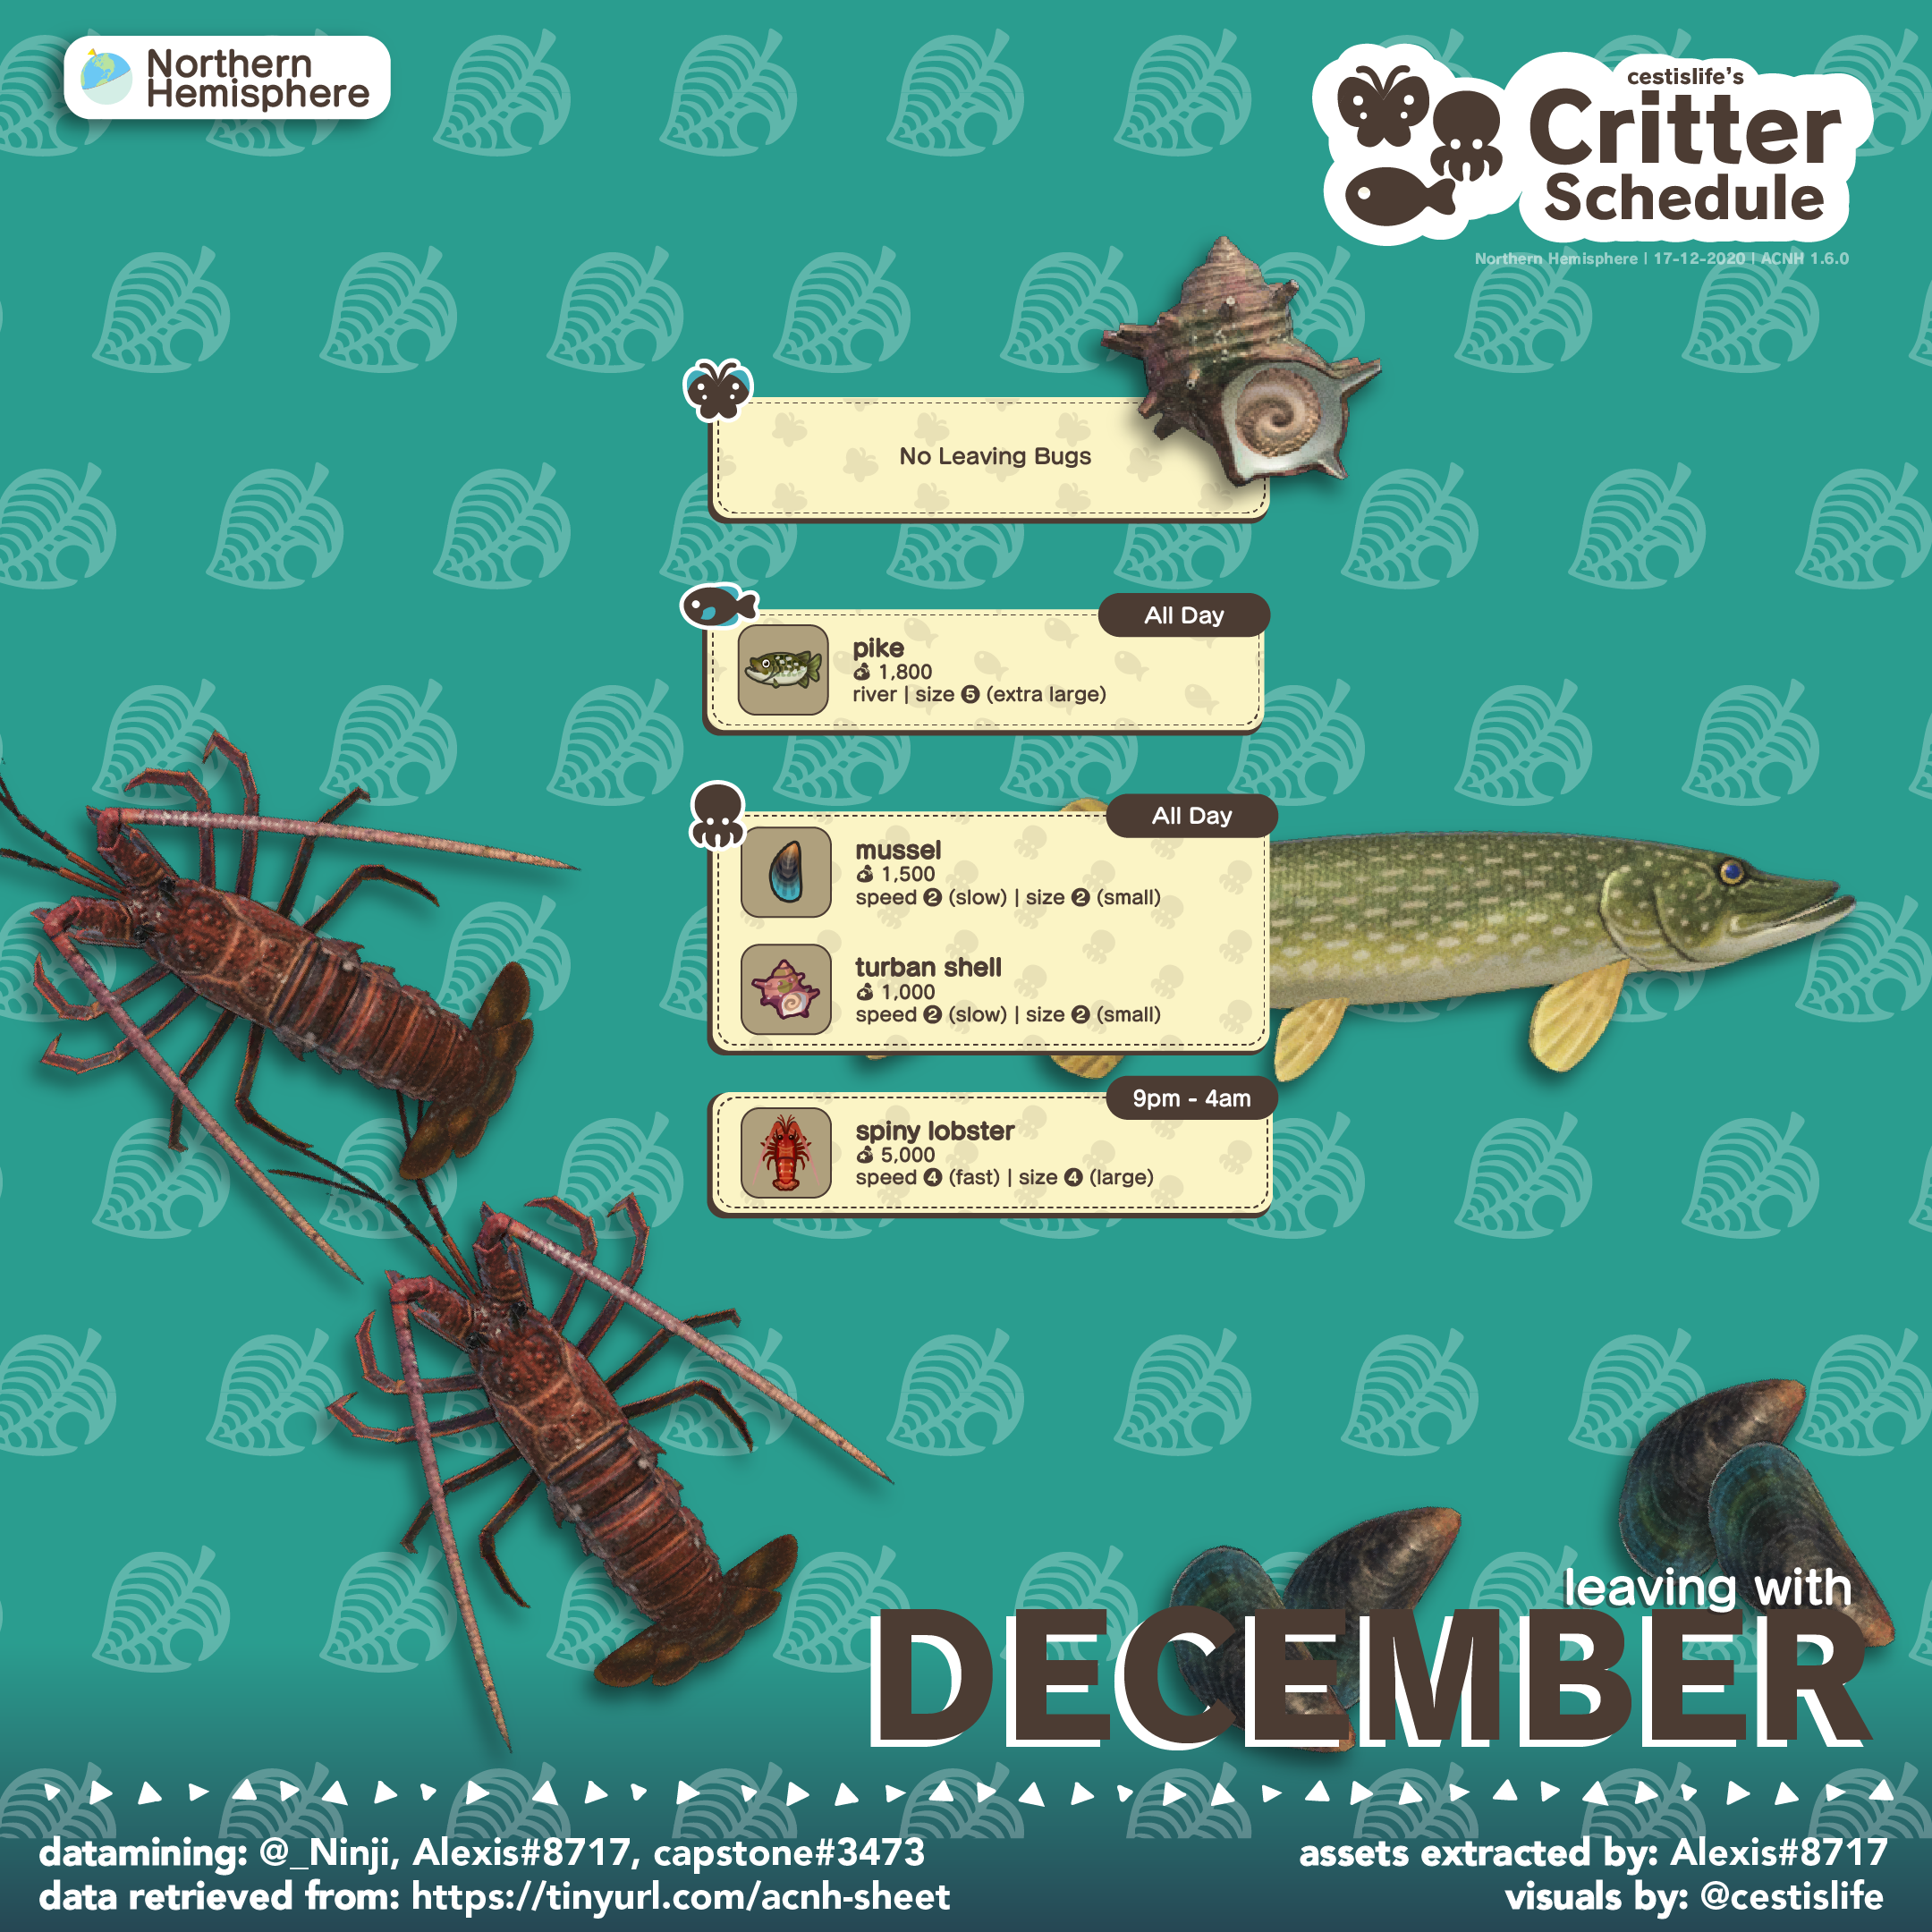 Northern
Hemisphere
cestislife's
Critter
Schedule
Northern Hemisphere | 17-12-2020 | ACNH 1.6.0
No Leaving Bugs
All Day
pike
1,800
river | size 5 (extra large)
All Day
mussel
1,500
speed 2 (slow) | size 2 (small)
turban shell
1,000
speed 2 (slow) | size 2 (small)
9pm - 4am
spiny lobster
5,000
speed 4 (fast) | size 4 (large)
leaving with
DECEMBER
datamining: @_Ninji, Alexis#8717, capstone#3473
data retrieved from: https://tinyurl.com/acnh-sheet
assets extracted by: Alexis#8717
visuals by: @cestislife